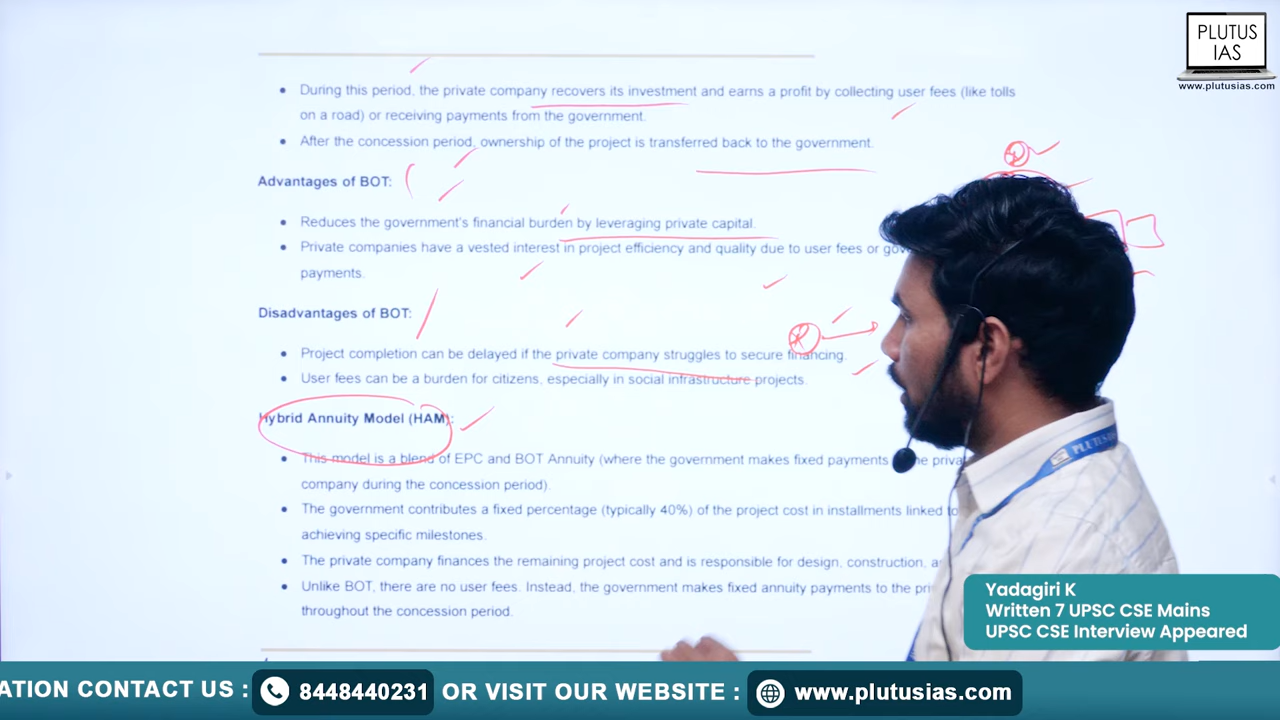 PLUTUS
IAS
www.plutusias.com
• During this period, the private company recovers its investment and earns a profit by collecting user fees (like tolls
on a road) or receiving payments from the government.
• After the concession period, ownership of the project is transferred back to the government.
Advantages of BOT:
• Reduces the government's financial burden by leveraging private capital.
• Private companies have a vested interest in project efficiency and quality due to user fees or
payments.
Disadvantages of BOT:
• Project completion can be delayed if the private company struggles to secure financing.
• User fees can be a burden for citizens, especially in social infrastructure projects.
Hybrid Annuity Model (HAM):
• This model is a blend of EPC and BOT Annuity (where the government makes fixed payments
company during the concession period).
• The government contributes a fixed percentage (typically 40%) of the project cost in installments linked to
achieving specific milestones.
• The private company finances the remaining project cost and is responsible for design, construction,
• Unlike BOT, there are no user fees. Instead, the government makes fixed annuity payments to the
throughout the concession period.
PLUTUS
Yadagiri K
Written 7 UPSC CSE Mains
UPSC CSE Interview Appeared
ATION CONTACT US : 8448440231 OR VISIT OUR WEBSITE : www.plutusias.com